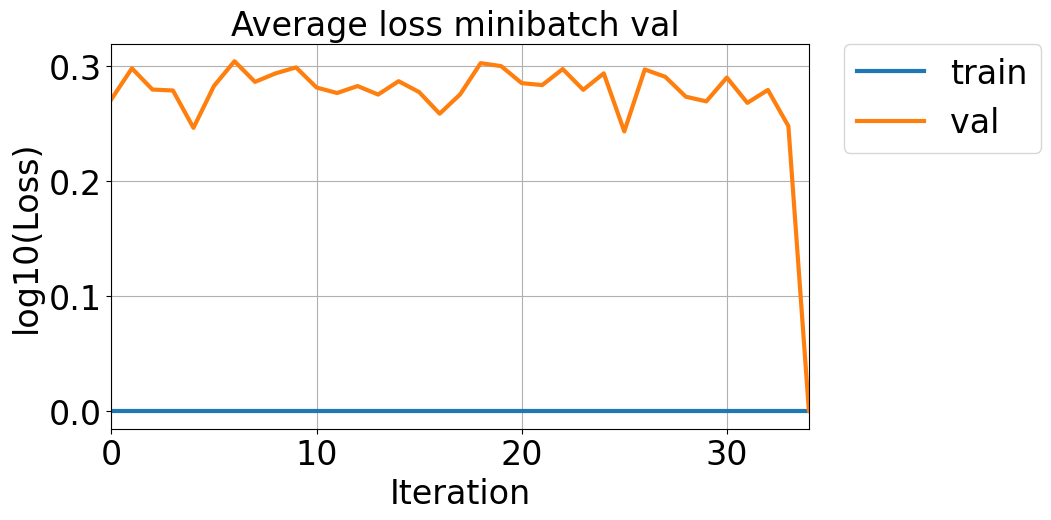 Average loss minibatch val
log10(Loss)
0.3
0.2
0.1
0.0
0 10 20 30
Iteration
train
val